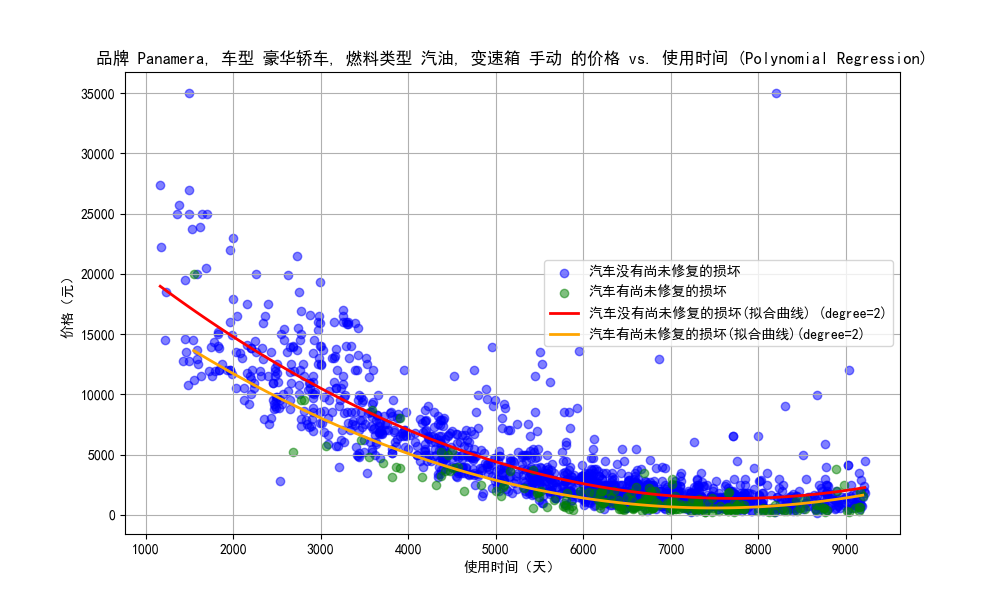 品牌 Panamera, 车型 豪华轿车, 燃料类型 汽油, 变速箱 手动 的价格 vs. 使用时间 (Polynomial Regression)
35000
30000
25000
20000
15000
10000
5000
0
价格（元）
汽车没有尚未修复的损坏
汽车有尚未修复的损坏
汽车没有尚未修复的损坏(拟合曲线) (degree=2)
汽车有尚未修复的损坏(拟合曲线)(degree=2)
1000 2000 3000 4000 5000 6000 7000 8000 9000
使用时间（天）